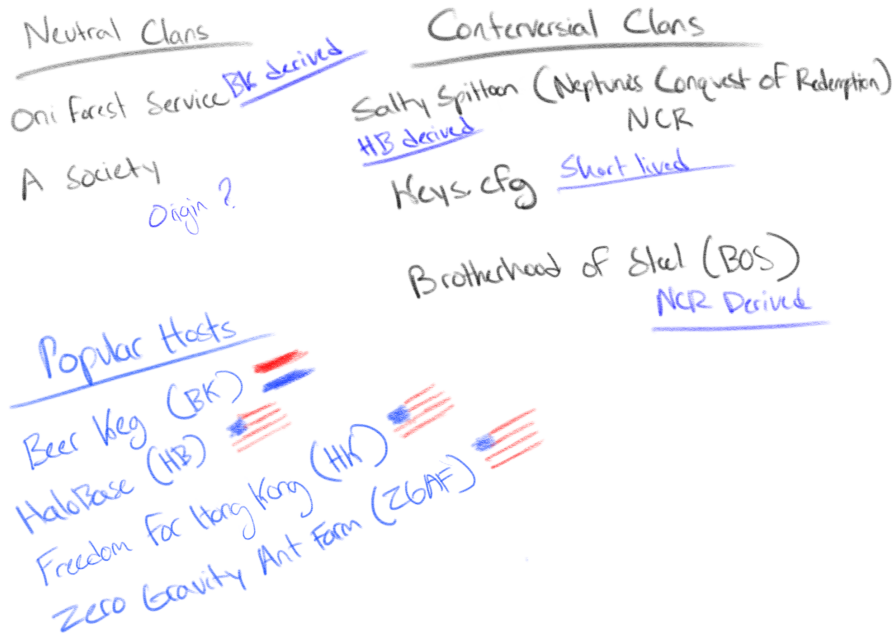 Neutral Clans
Oni Forest Service BK derived
A Society
Origin?
Conterversial Clans
Salty Spittoon (Neptunes Conquest of Redemption)
NCR
HB derived
Keys.cfg Short lived
Brotherhood of Steel (BOS)
NCR Derived
Popular Hosts
Beer Keg (BK)
HaloBase (HB)
Freedom For Hong Kong (HK)
Zero Gravity Ant Farm (ZGAF)